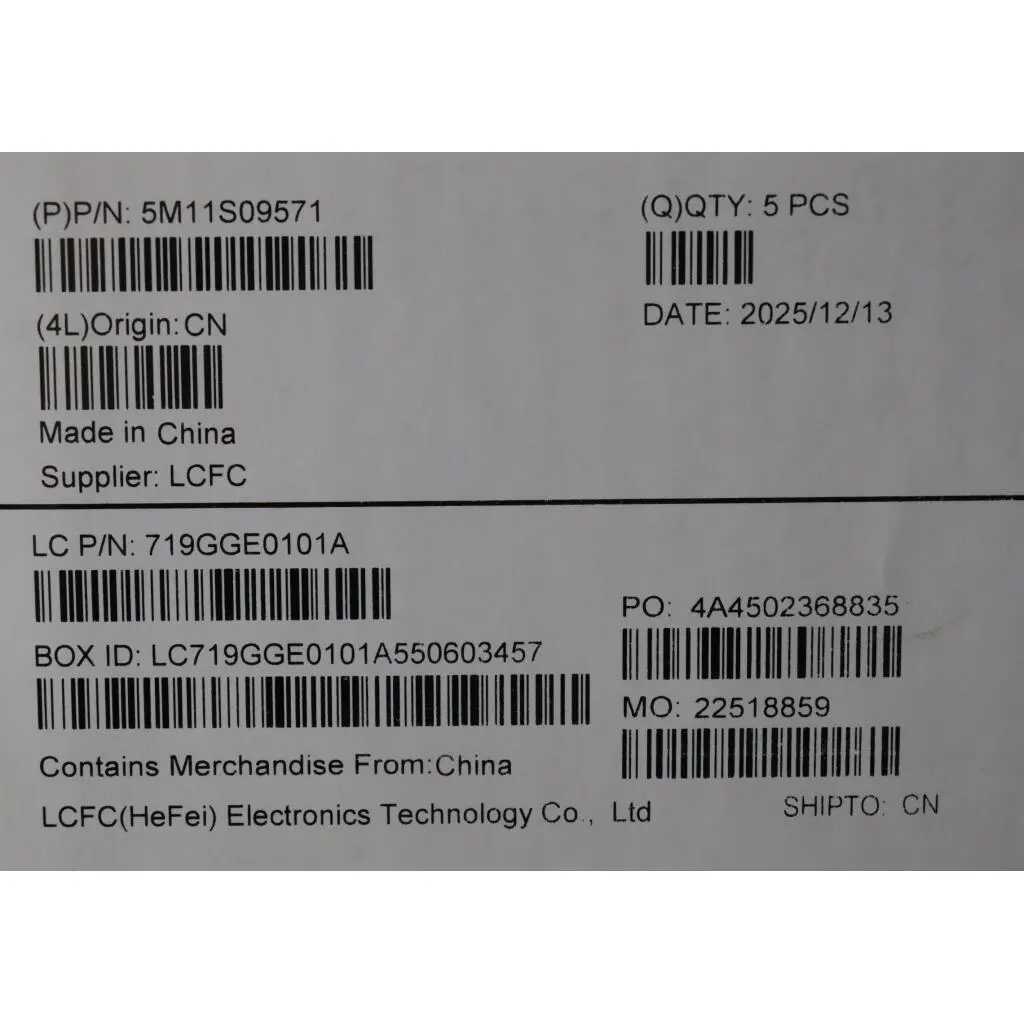 (P)P/N: 5M11S09571
(Q)QTY: 5 PCS
(4L)Origin:CN
DATE: 2025/12/13
Made in China
Supplier: LCFC
LC P/N: 719GGE0101A
PO: 4A4502368835
BOX ID: LC719GGE0101A550603457
MO: 22518859
Contains Merchandise From:China
LCFC(HeFei) Electronics Technology Co., Ltd
SHIPTO: CN